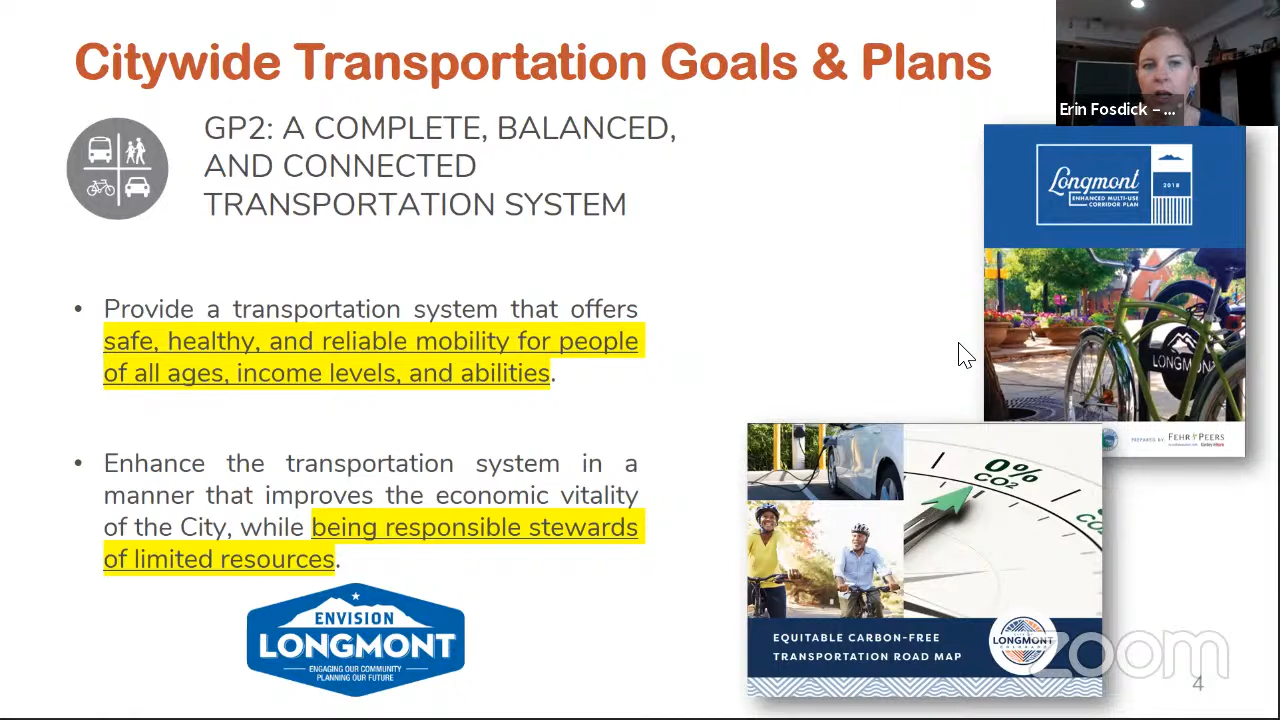 Citywide Transportation Goals & Plans
Erin Fosdick – ...
GP2: A COMPLETE, BALANCED,
AND CONNECTED
TRANSPORTATION SYSTEM
• Provide a transportation system that offers
safe, healthy, and reliable mobility for people
of all ages, income levels, and abilities.
• Enhance the transportation system in a
manner that improves the economic vitality
of the City, while being responsible stewards
of limited resources.
ENVISION
LONGMONT
ENGAGING OUR COMMUNITY
PLANNING OUR FUTURE
Longmont
2018
ENHANCED MULTI-USE
CORRIDOR PLAN
LONGMONT
PREPARED BY:
FEHR PEERS
0%
CO2
EQUITABLE CARBON-FREE
TRANSPORTATION ROAD MAP
LONGMONT
COLORADO
zoom
4